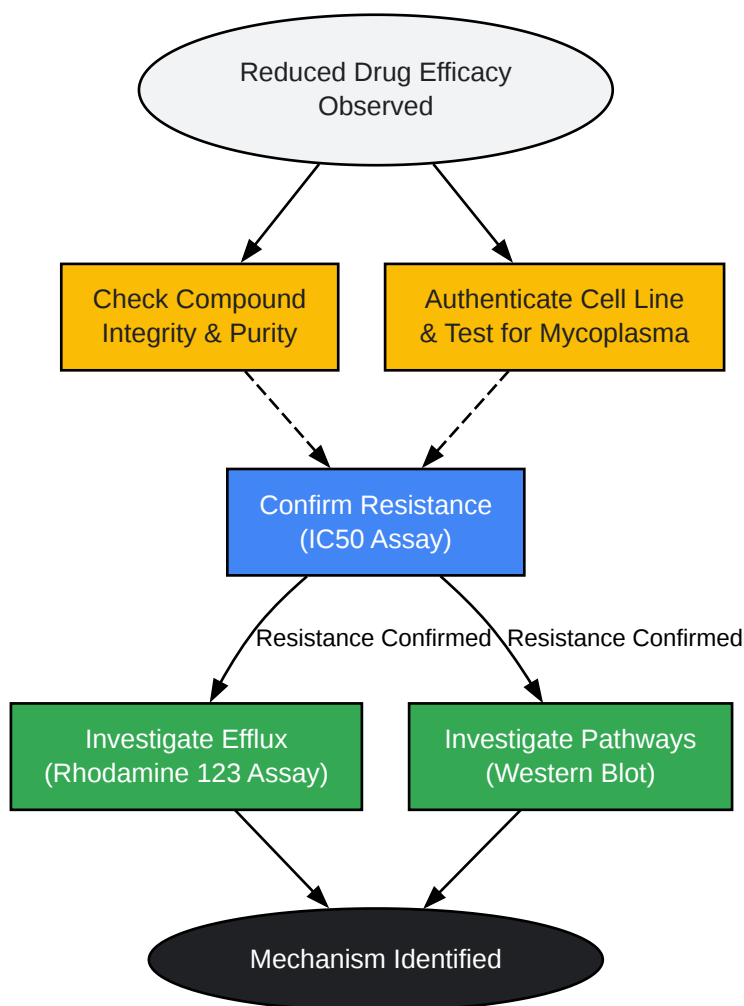 Reduced Drug Efficacy
Observed
Check Compound
Integrity & Purity
Authenticate Cell Line
& Test for Mycoplasma
Confirm Resistance
(IC50 Assay)
Resistance Confirmed
Resistance Confirmed
Investigate Efflux
(Rhodamine 123 Assay)
Investigate Pathways
(Western Blot)
Mechanism Identified